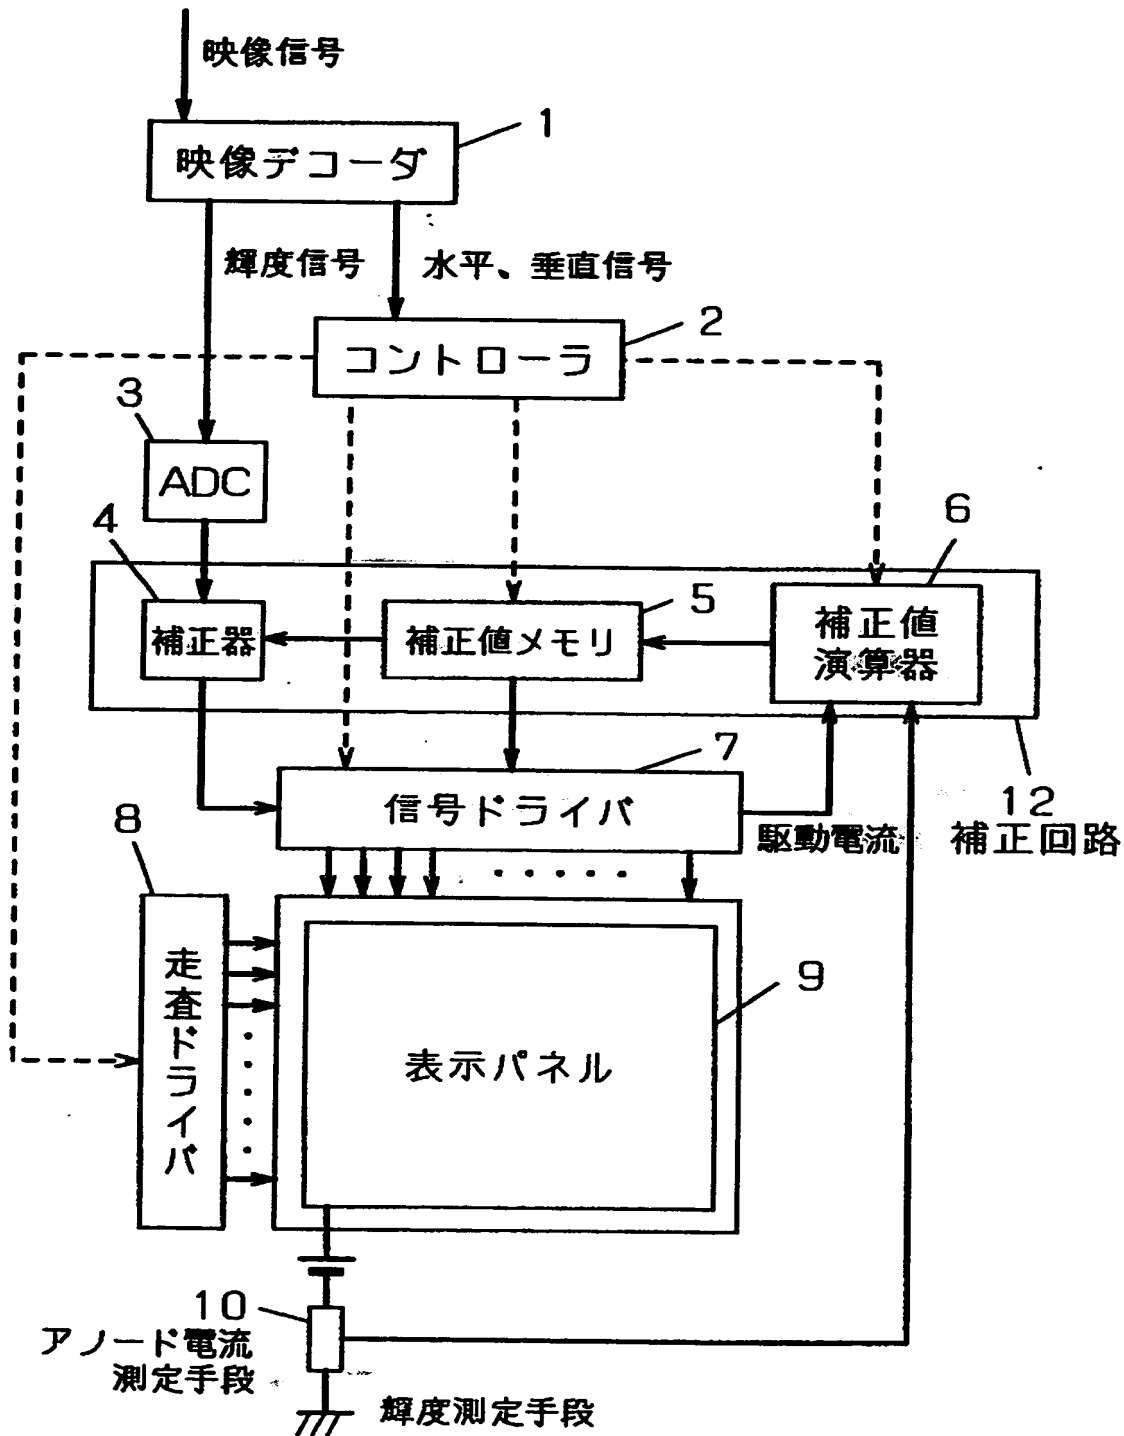 映像信号
1
映像デコーダ
輝度信号
水平、垂直信号
2
コントローラ
3
ADC
4
6
5
補正器
補正値メモリ
補正値
演算器
7
信号ドライバ
駆動電流
12
補正回路
8
走査ドライバ
9
表示パネル
10
アノード電流
測定手段
輝度測定手段